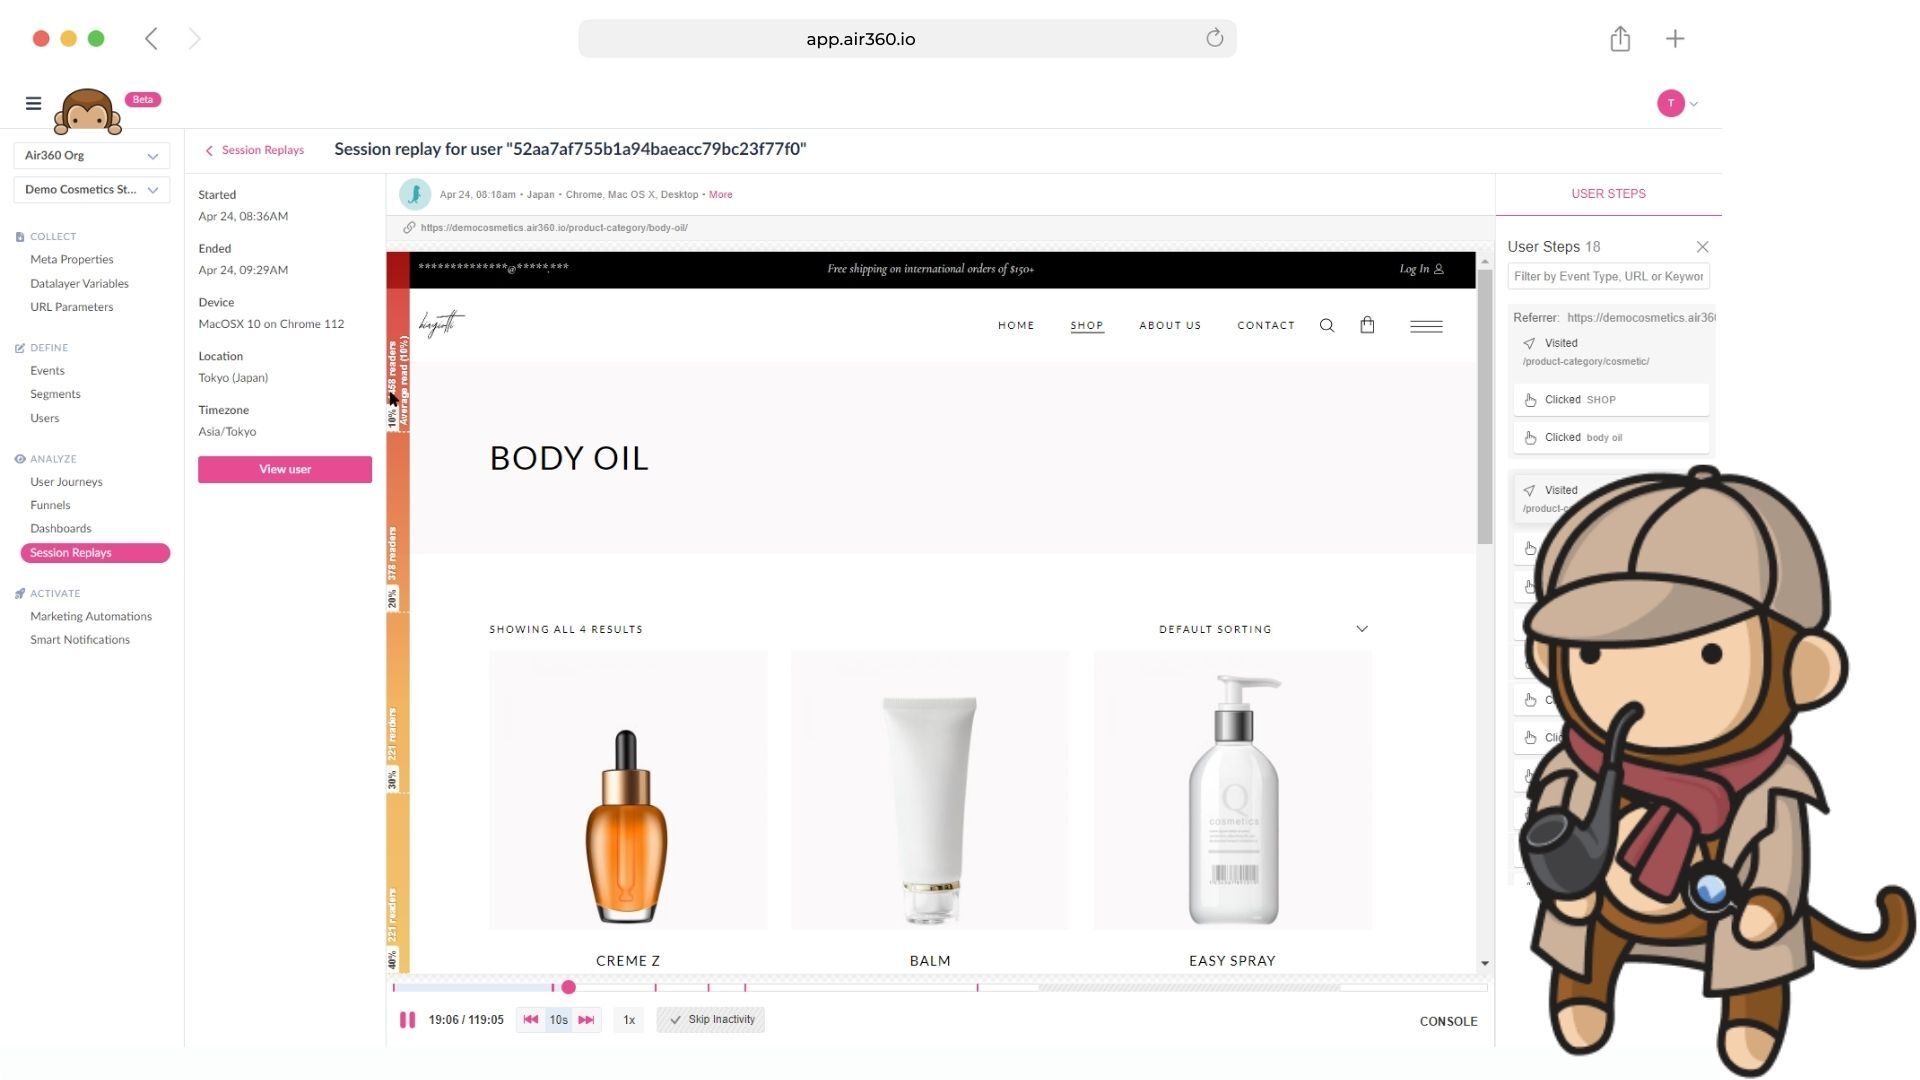 app.air360.io
Beta
T
Air360 Org
Demo Cosmetics St...
COLLECT
Meta Properties
Datalayer Variables
URL Parameters
DEFINE
Events
Segments
Users
ANALYZE
User Journeys
Funnels
Dashboards
Session Replays
ACTIVATE
Marketing Automations
Smart Notifications
Session Replays
Session replay for user "52aa7af755b1a94baeacc79bc23f77f0"
Started
Apr 24, 08:36AM
Ended
Apr 24, 09:29AM
Device
MacOSX 10 on Chrome 112
Location
Tokyo (Japan)
Timezone
Asia/Tokyo
View user
Apr 24, 08:18am • Japan • Chrome, Mac OS X, Desktop • More
https://democosmetics.air360.io/product-category/body-oil/
**************@*****.***
Free shipping on international orders of $150+
Log In
biagiotti
HOME
SHOP
ABOUT US
CONTACT
10%
458 readers
Average read (10%)
BODY OIL
20%
378 readers
SHOWING ALL 4 RESULTS
DEFAULT SORTING
30%
221 readers
Q
cosmetics
40%
221 readers
CREME Z
BALM
EASY SPRAY
19:06 / 119:05
10s
1x
Skip Inactivity
CONSOLE
USER STEPS
User Steps 18
Filter by Event Type, URL or Keywor
Referrer: https://democosmetics.air36
Visited
/product-category/cosmetic/
Clicked SHOP
Clicked body oil
Visited